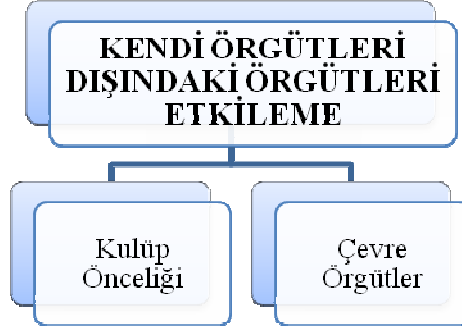 KENDİ ÖRGÜTLERİ
DIŞINDAKİ ÖRGÜTLERİ
ETKİLEME
Kulüp
Önceliği
Çevre
Örgütler